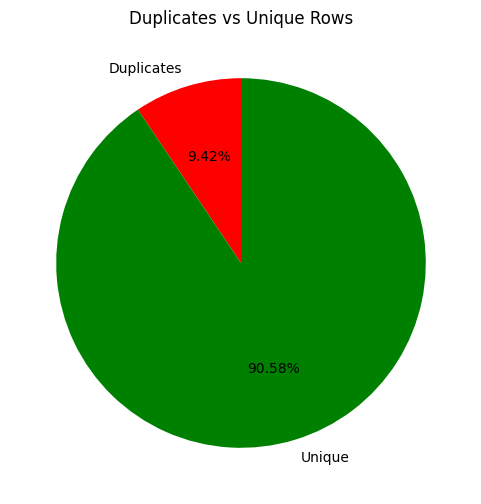 Duplicates vs Unique Rows
Duplicates
9.42%
90.58%
Unique